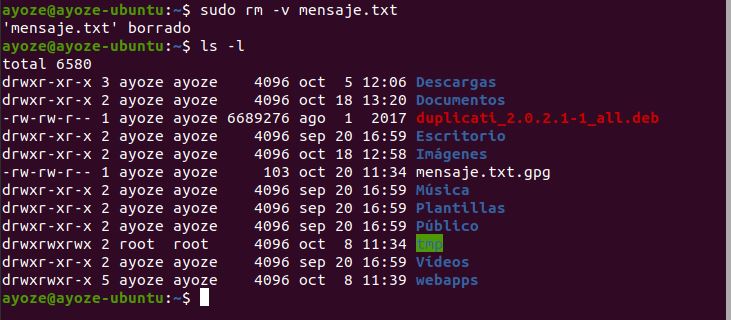 ayoze@ayoze-ubuntu:~$ sudo rm -v mensaje.txt
'mensaje.txt' borrado
ayoze@ayoze-ubuntu:~$ ls -l
total 6580
drwxr-xr-x 3 ayoze ayoze    4096 oct  5 12:06 Descargas
drwxr-xr-x 2 ayoze ayoze    4096 oct 18 13:20 Documentos
-rw-rw-r-- 1 ayoze ayoze 6689276 ago  1  2017 duplicati_2.0.2.1-1_all.deb
drwxr-xr-x 2 ayoze ayoze    4096 sep 20 16:59 Escritorio
drwxr-xr-x 2 ayoze ayoze    4096 oct 18 12:58 Imágenes
-rw-rw-r-- 1 ayoze ayoze     103 oct 20 11:34 mensaje.txt.gpg
drwxr-xr-x 2 ayoze ayoze    4096 sep 20 16:59 Música
drwxr-xr-x 2 ayoze ayoze    4096 sep 20 16:59 Plantillas
drwxr-xr-x 2 ayoze ayoze    4096 sep 20 16:59 Público
drwxrwxrwx 2 root  root     4096 oct  8 11:34 tmp
drwxr-xr-x 2 ayoze ayoze    4096 sep 20 16:59 Vídeos
drwxrwxr-x 5 ayoze ayoze    4096 oct  8 11:39 webapps
ayoze@ayoze-ubuntu:~$